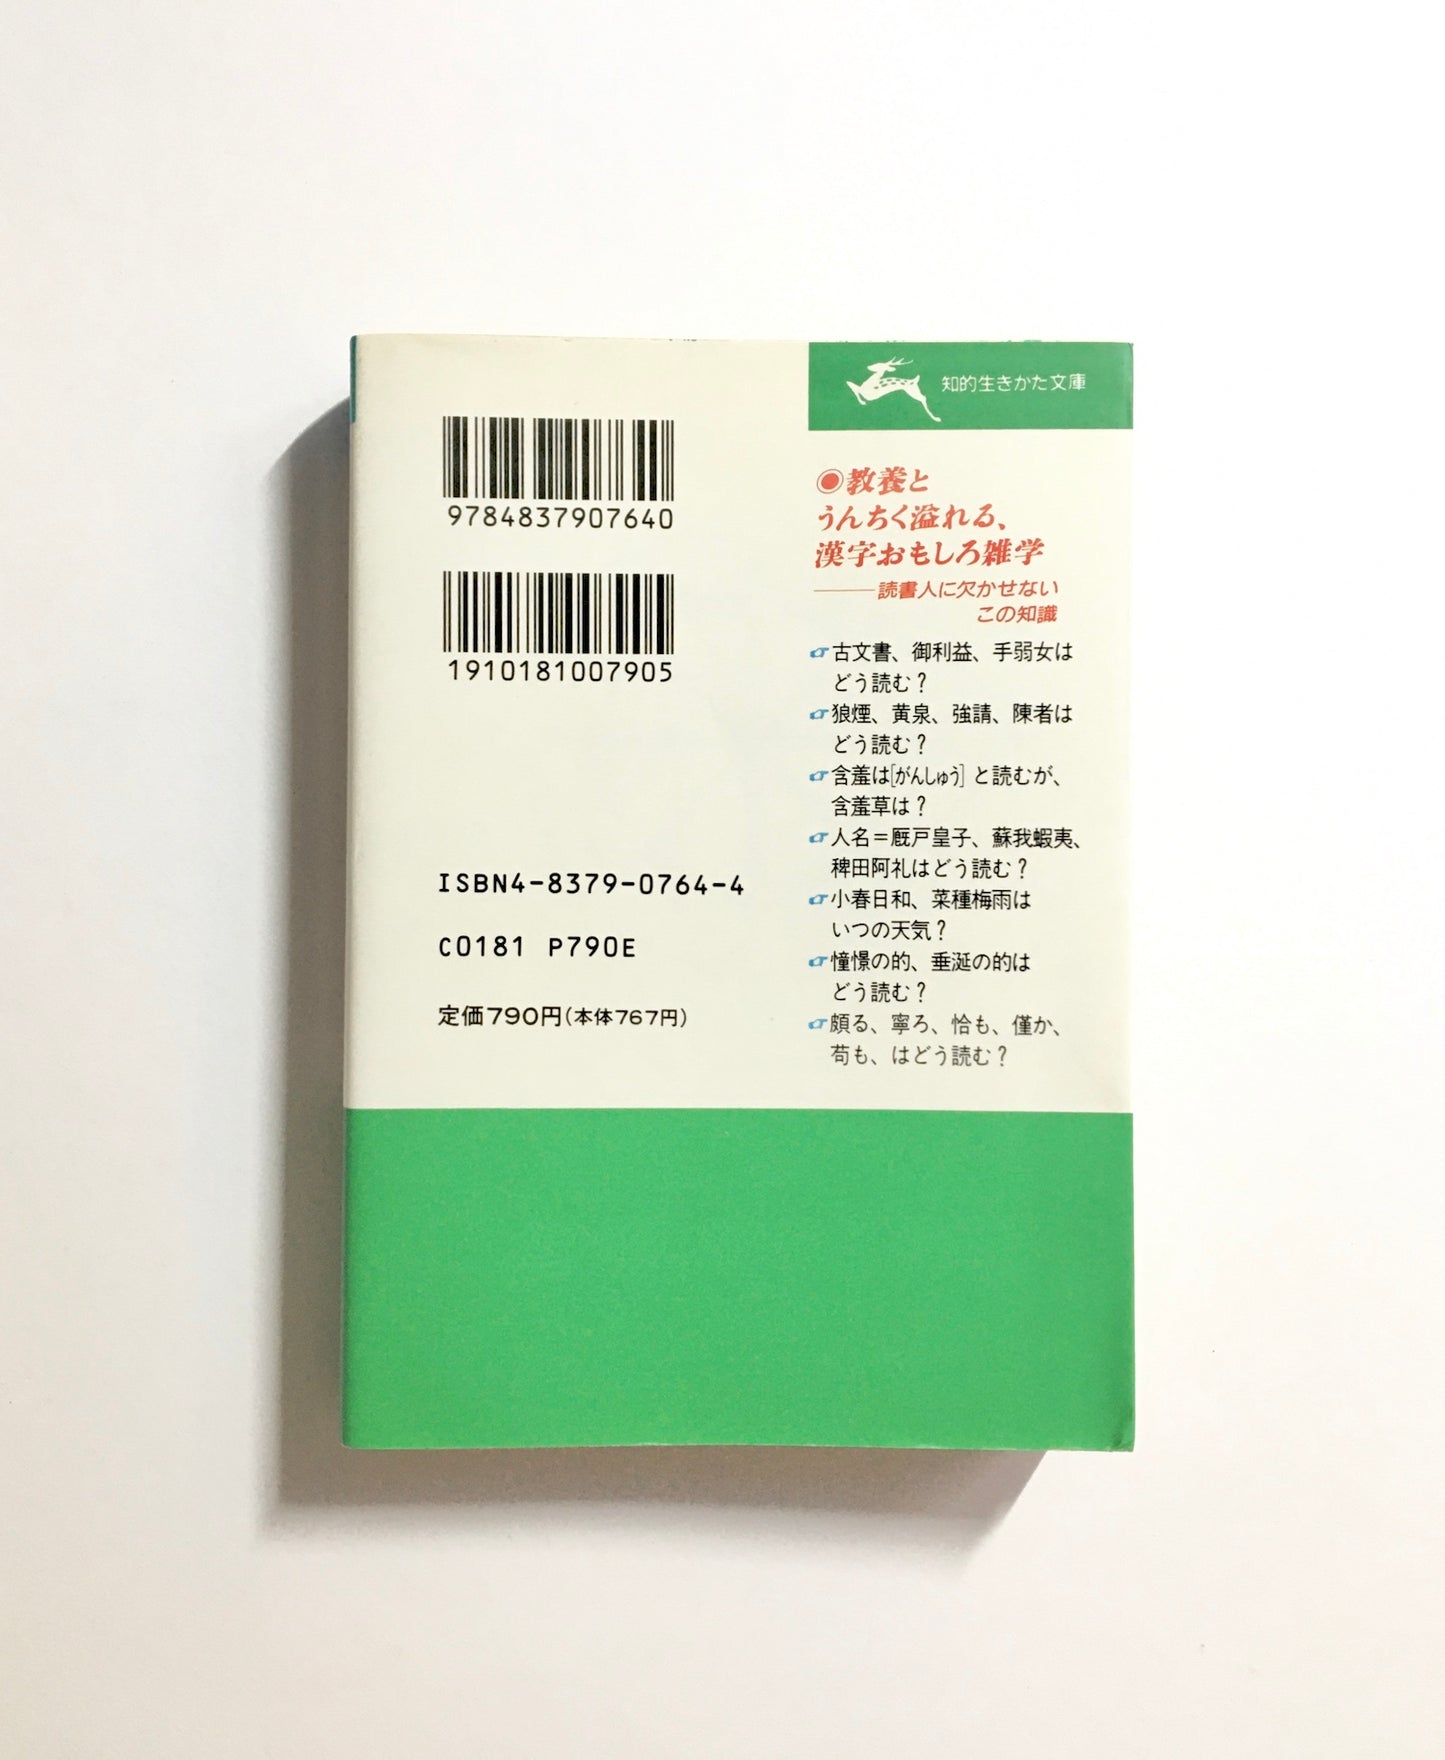 9784837907640
1910181007905
ISBN4-8379-0764-4
C0181 P790E
定価790円(本体767円)
知的生きかた文庫
◉教養と
うんちく溢れる、
漢字おもしろ雑学
──読書人に欠かせない
この知識
☞古文書、御利益、手弱女は
どう読む?
☞狼煙、黄泉、強請、陳者は
どう読む?
☞含羞は[がんしゅう]と読むが、
含羞草は?
☞人名=厩戸皇子、蘇我蝦夷、
稗田阿礼はどう読む?
☞小春日和、菜種梅雨は
いつの天気?
☞憧憬の的、垂涎の的は
どう読む?
☞頗る、寧ろ、恰も、僅か、
苟も、はどう読む?